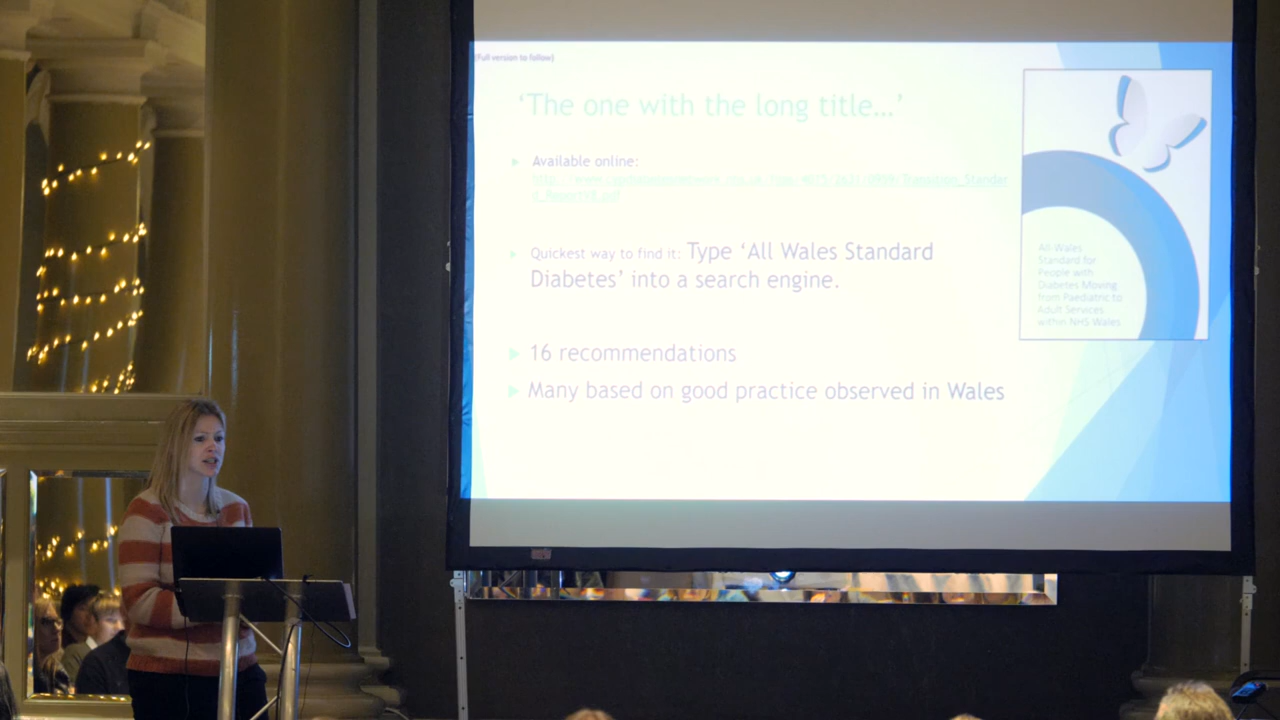 (Full version to follow)
‘The one with the long title…’
Available online:
Quickest way to find it: Type ‘All Wales Standard
Diabetes’ into a search engine.
16 recommendations
Many based on good practice observed in Wales
All Wales
Standard for
People with
Diabetes Moving
from Paediatric to
Adult Services
within NHS Wales